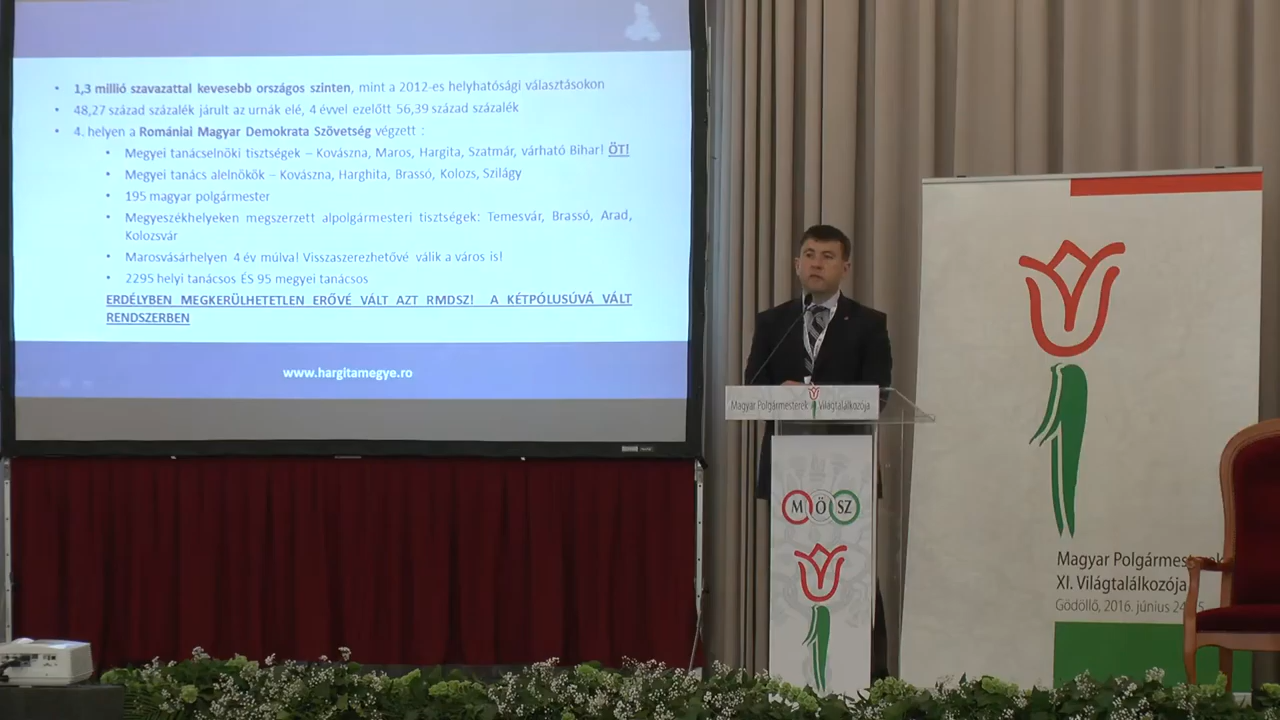 1,3 millió szavazattal kevesebb országos szinten, mint a 2012-es helyhatósági választásokon
48,27 század százalék járult az urnák elé, 4 évvel ezelőtt 56,39 század százalék
4. helyen a Romániai Magyar Demokrata Szövetség végzett :
Megyei tanácselnöki tisztségek – Kovászna, Maros, Hargita, Szatmár, várható Bihar! ÖT!
Megyei tanács alelnökök – Kovászna, Harghita, Brassó, Kolozs, Szilágy
195 magyar polgármester
Megyeszékhelyeken megszerzett alpolgármesteri tisztségek: Temesvár, Brassó, Arad,
Kolozsvár
Marosvásárhelyen 4 év múlva! Visszaszerezhetővé válik a város is!
2295 helyi tanácsos ÉS 95 megyei tanácsos
ERDÉLYBEN MEGKERÜLHETETLEN ERŐVÉ VÁLT AZT RMDSZ! A KÉTPÓLUSÚVÁ VÁLT
RENDSZERBEN
www.hargitamegye.ro
Magyar Polgármesterek XI. Világtalálkozója
M Ö SZ
Magyar Polgármesterek
XI. Világtalálkozója
Gödöllő, 2016. június